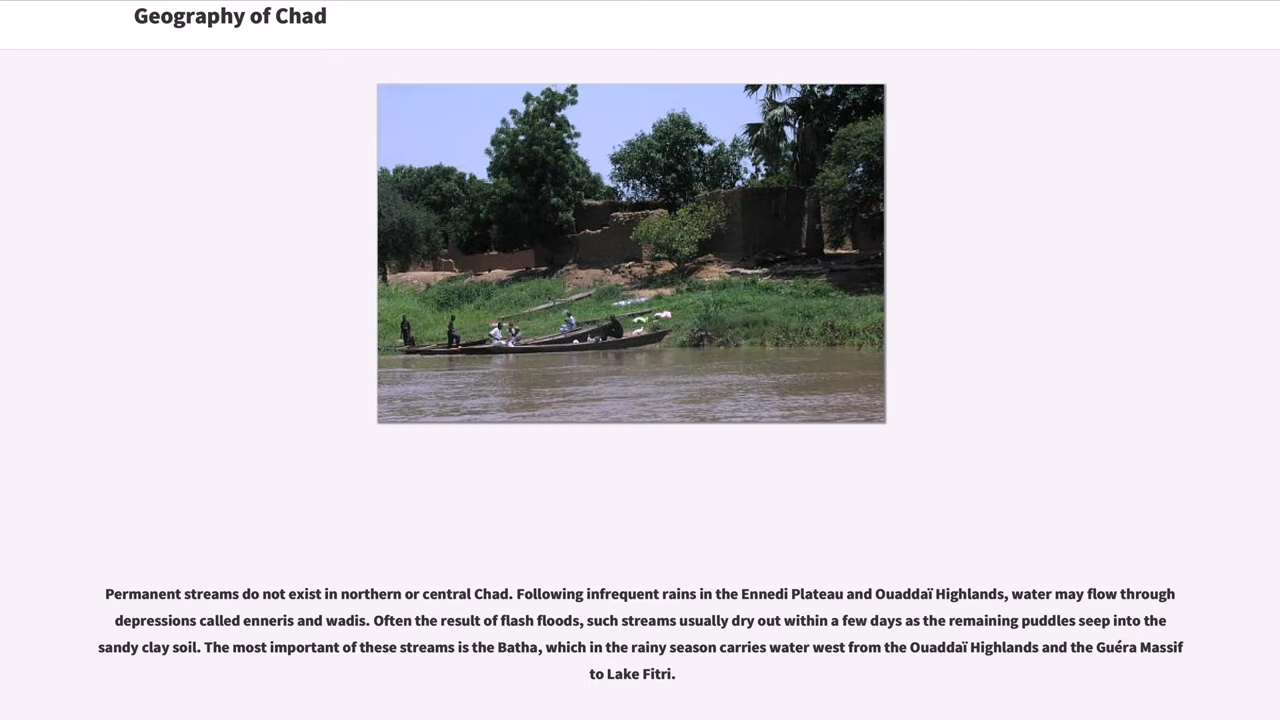 Geography of Chad
Permanent streams do not exist in northern or central Chad. Following infrequent rains in the Ennedi Plateau and Ouaddaï Highlands, water may flow through
depressions called enneris and wadis. Often the result of flash floods, such streams usually dry out within a few days as the remaining puddles seep into the
sandy clay soil. The most important of these streams is the Batha, which in the rainy season carries water west from the Ouaddaï Highlands and the Guéra Massif
to Lake Fitri.